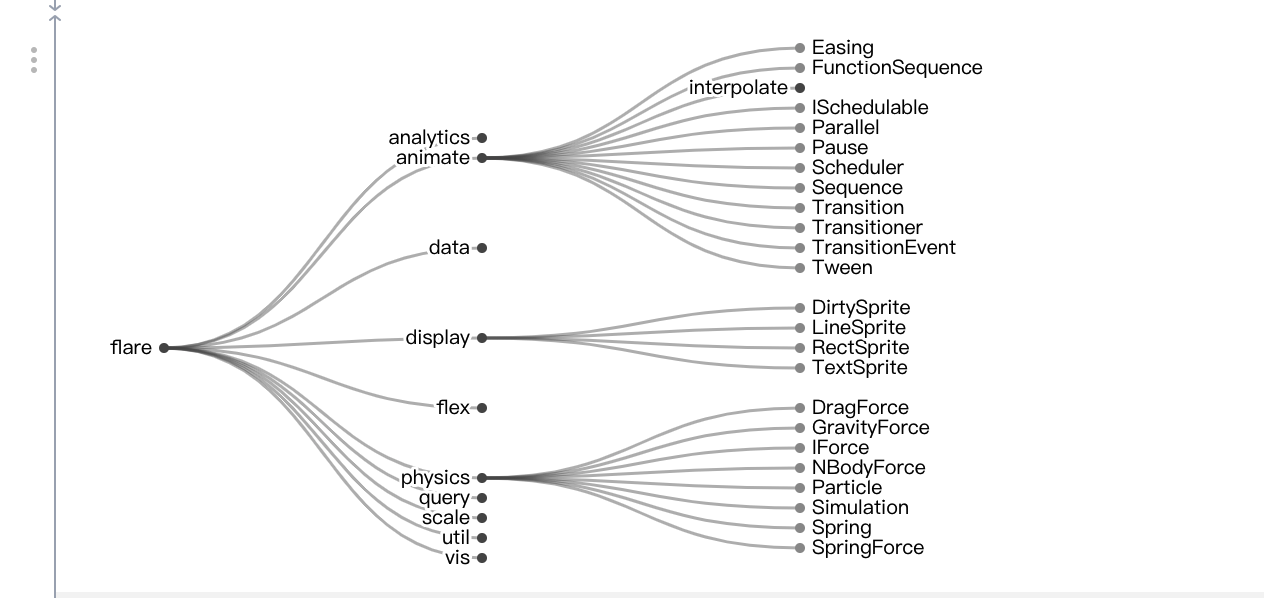 Easing
FunctionSequence
interpolate
ISchedulable
analytics
Parallel
Pause
animate
Scheduler
Sequence
Transition
Transitioner
data
TransitionEvent
Tween
DirtySprite
LineSprite
display
flare
RectSprite
TextSprite
flex
DragForce
GravityForce
IForce
NBodyForce
physics
Particle
query
Simulation
scale
Spring
util
SpringForce
vis